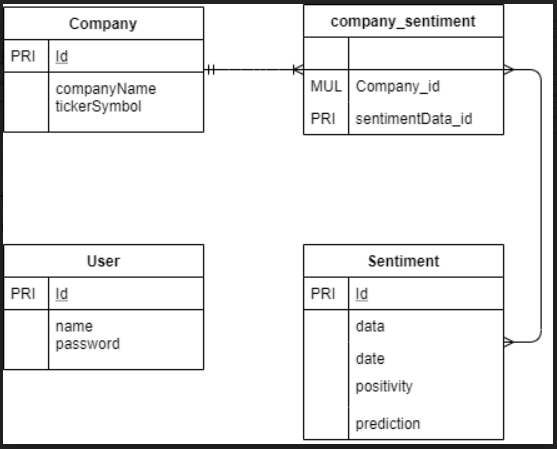 Company
PRI Id
companyName
tickerSymbol
company_sentiment
MUL Company_id
PRI sentimentData_id
User
PRI Id
name
password
Sentiment
PRI Id
data
date
positivity
prediction